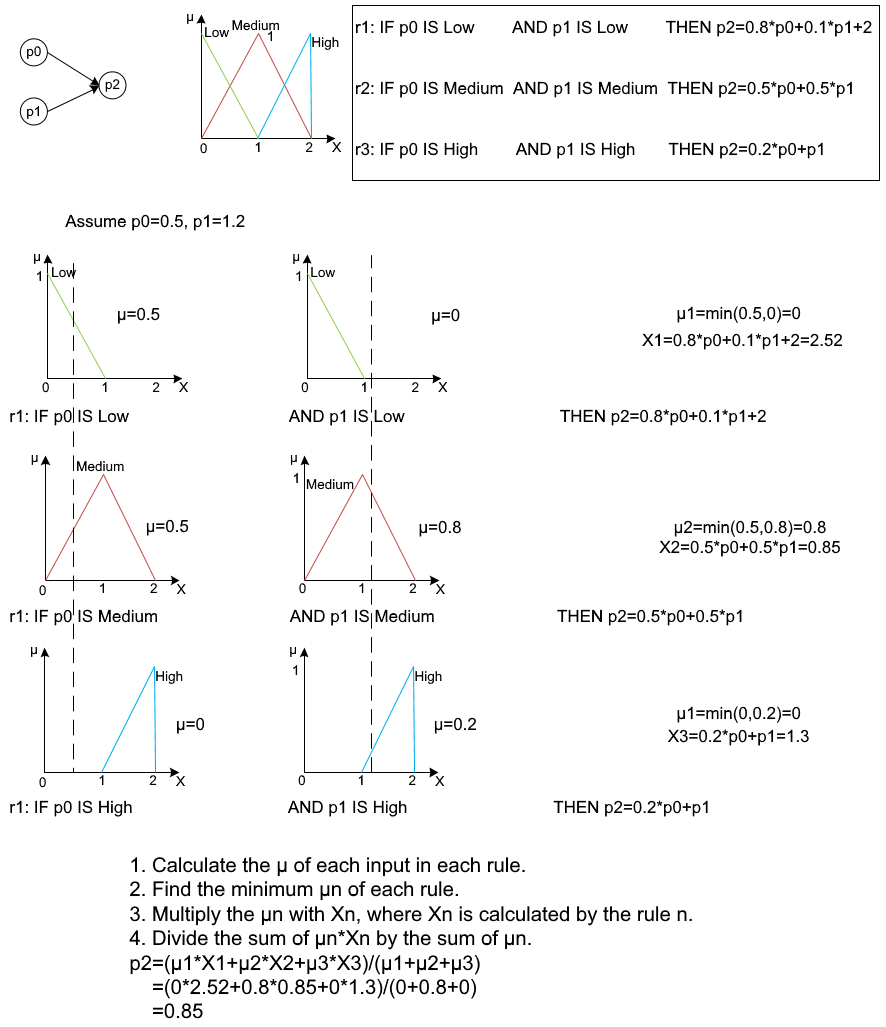 p0
p1
p2
μ
Low
Medium
1
High
0
1
2
X
r1: IF p0 IS Low AND p1 IS Low THEN p2=0.8*p0+0.1*p1+2
r2: IF p0 IS Medium AND p1 IS Medium THEN p2=0.5*p0+0.5*p1
r3: IF p0 IS High AND p1 IS High THEN p2=0.2*p0+p1
Assume p0=0.5, p1=1.2
μ
1
Low
μ=0.5
0
1
2
X
μ
1
Low
μ=0
0
1
2
X
μ1=min(0.5,0)=0
X1=0.8*p0+0.1*p1+2=2.52
r1: IF p0 IS Low AND p1 IS Low THEN p2=0.8*p0+0.1*p1+2
μ
Medium
μ=0.5
0
1
2
X
μ
1
Medium
μ=0.8
0
1
2
X
μ2=min(0.5,0.8)=0.8
X2=0.5*p0+0.5*p1=0.85
r1: IF p0 IS Medium AND p1 IS Medium THEN p2=0.5*p0+0.5*p1
μ
High
μ=0
0
1
2
X
μ
1
High
μ=0.2
0
1
2
X
μ1=min(0,0.2)=0
X3=0.2*p0+p1=1.3
r1: IF p0 IS High AND p1 IS High THEN p2=0.2*p0+p1
1. Calculate the μ of each input in each rule.
2. Find the minimum μn of each rule.
3. Multiply the μn with Xn, where Xn is calculated by the rule n.
4. Divide the sum of μn*Xn by the sum of μn.
p2=(μ1*X1+μ2*X2+μ3*X3)/(μ1+μ2+μ3)
=(0*2.52+0.8*0.85+0*1.3)/(0+0.8+0)
=0.85